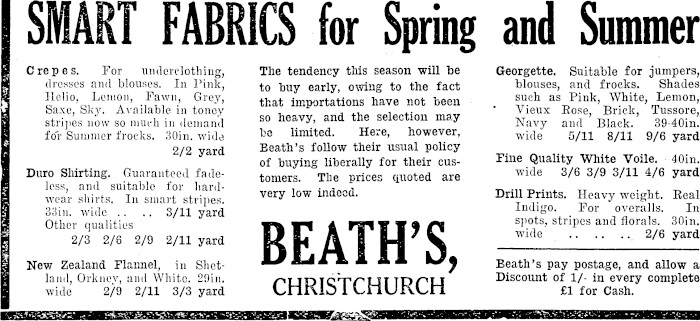 SMART FABRICS for Spring and Summer
Crepes. For underclothing,
dresses and blouses. In Pink,
Helio, Lemon, Fawn, Grey,
Saxe, Sky. Available in toney
stripes now so much in demand
for Summer frocks. 30in. wide
2/2 yard
Duro Shirting. Guaranteed fade-
less, and suitable for hard-
wear shirts. In smart stripes.
33in. wide .. .. 3/11 yard
Other qualities
2/3 2/6 2/9 2/11 yard
New Zealand Flannel, in Shet-
land, Orkney, and White. 29in.
wide 2/9 2/11 3/3 yard
The tendency this season will be
to buy early, owing to the fact
that importations have not been
so heavy, and the selection may
be limited. Here, however,
Beath's follow their usual policy
of buying liberally for their cus-
tomers. The prices quoted are
very low indeed.
BEATH'S,
CHRISTCHURCH
Georgette. Suitable for jumpers,
blouses, and frocks. Shades
such as Pink, White, Lemon,
Vieux Rose, Brick, Tussore,
Navy and Black. 39-40in.
wide 5/11 8/11 9/6 yard
Fine Quality White Voile. 40in.
wide 3/6 3/9 3/11 4/6 yard
Drill Prints. Heavy weight. Real
Indigo. For overalls. In
spots, stripes and florals. 30in.
wide .. .. .. .. 2/6 yard
Beath's pay postage, and allow a
Discount of 1/- in every complete
£1 for Cash.